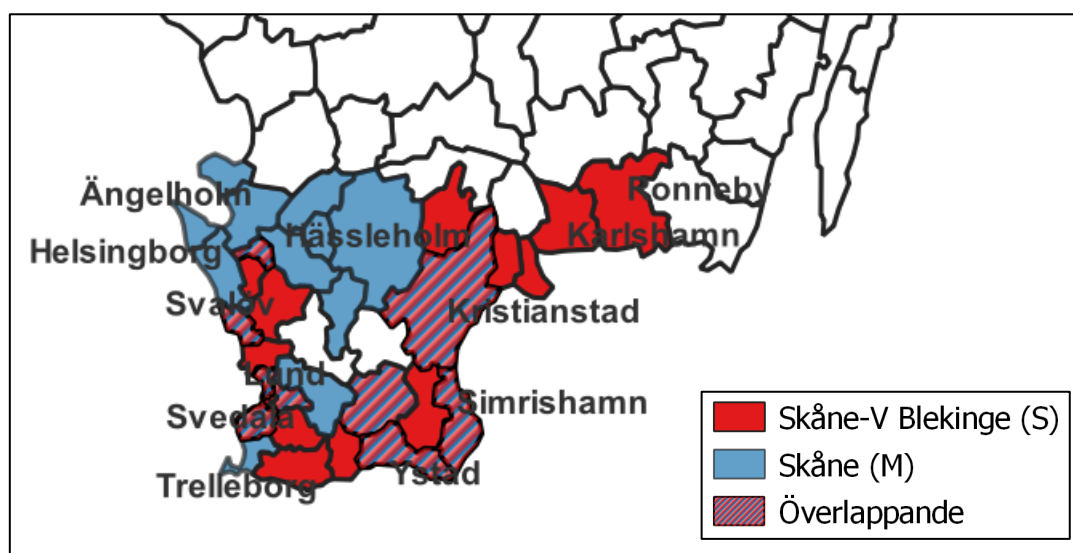 Ängelholm
Ronneby
Hässleholm
Karlshamn
Helsingborg
Svalöv
Kristianstad
Lund
Simrishamn
Svedala
Ystad
Trelleborg
Skåne-V Blekinge (S)
Skåne (M)
Överlappande